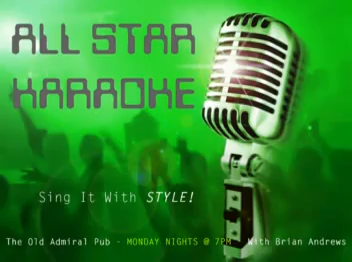 ALL STAR
KARAOKE
Sing It With STYLE!
The Old Admiral Pub - MONDAY NIGHTS @ 7PM - With Brian Andrews